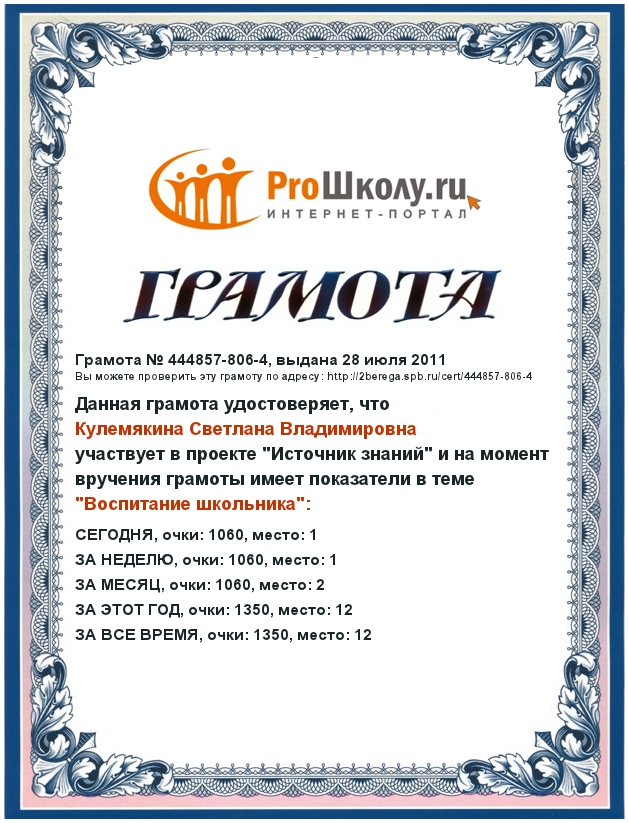 ProШколу.ru
ИНТЕРНЕТ-ПОРТАЛ
ГРАМОТА
Грамота № 444857-806-4, выдана 28 июля 2011
Вы можете проверить эту грамоту по адресу: http://2berega.spb.ru/cert/444857-806-4
Данная грамота удостоверяет, что
Кулемякина Светлана Владимировна
участвует в проекте "Источник знаний" и на момент
вручения грамоты имеет показатели в теме
"Воспитание школьника":
СЕГОДНЯ, очки: 1060, место: 1
ЗА НЕДЕЛЮ, очки: 1060, место: 1
ЗА МЕСЯЦ, очки: 1060, место: 2
ЗА ЭТОТ ГОД, очки: 1350, место: 12
ЗА ВСЕ ВРЕМЯ, очки: 1350, место: 12